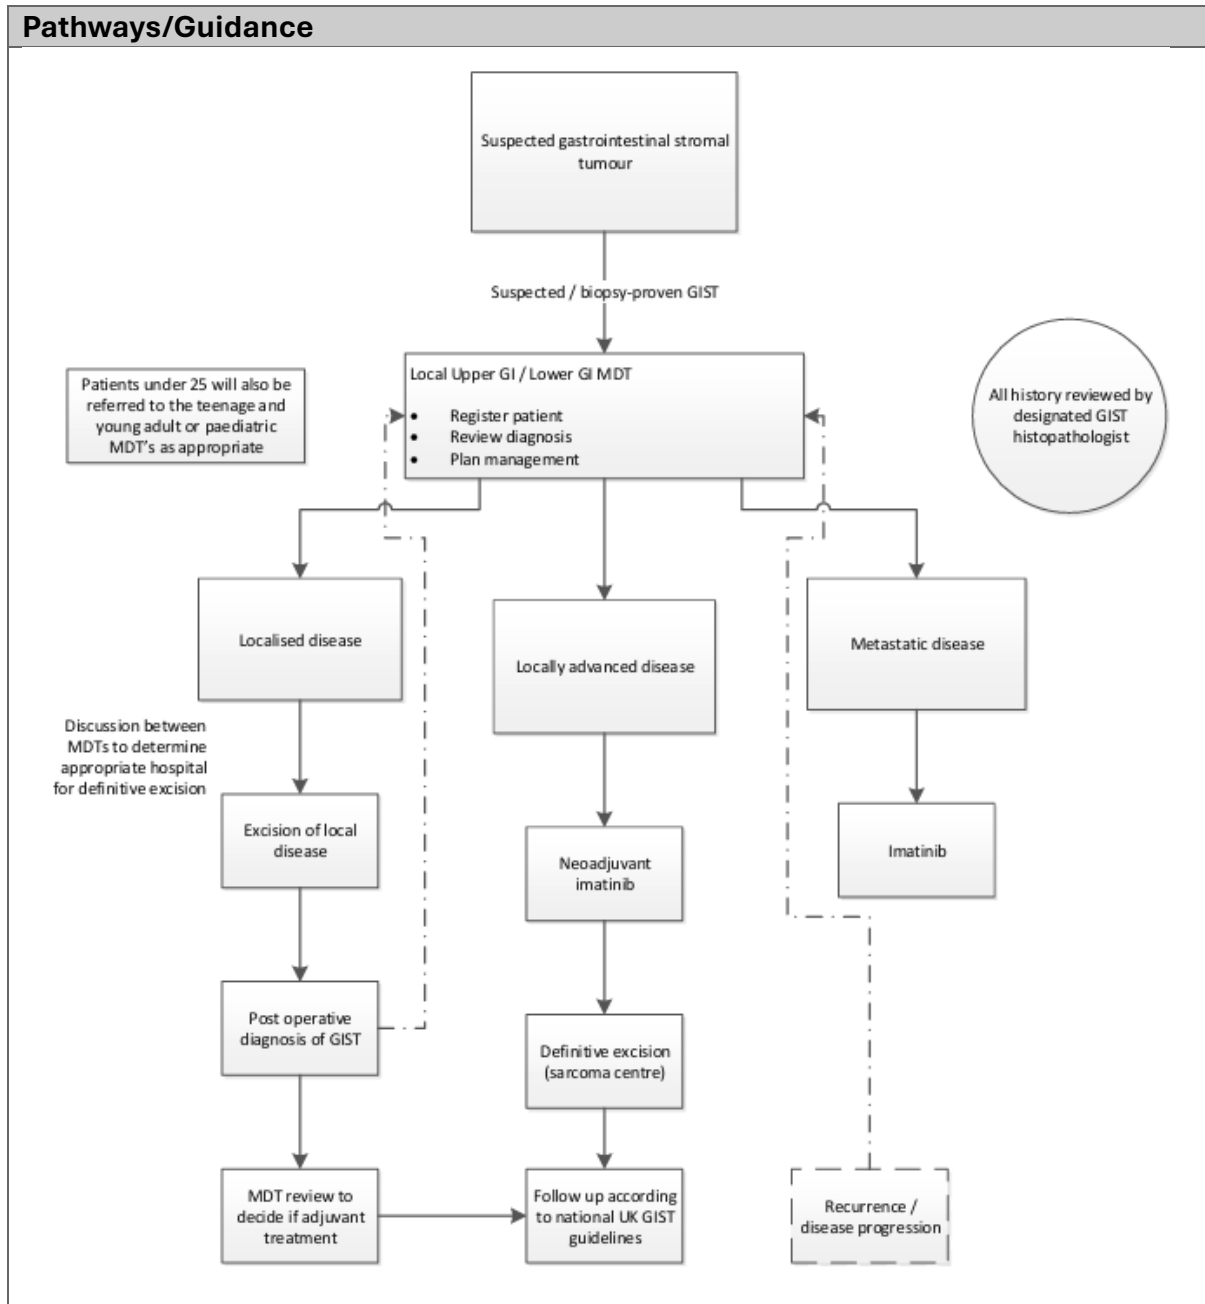 Pathways/Guidance
Suspected gastrointestinal stromal
tumour
Suspected / biopsy-proven GIST
Patients under 25 will also be
referred to the teenage and
young adult or paediatric
MDT's as appropriate
Local Upper GI / Lower GI MDT
• Register patient
• Review diagnosis
• Plan management
All history reviewed by
designated GIST
histopathologist
Localised disease
Locally advanced disease
Metastatic disease
Discussion between
MDTs to determine
appropriate hospital
for definitive excision
Excision of local
disease
Neoadjuvant
imatinib
Imatinib
Post operative
diagnosis of GIST
Definitive excision
(sarcoma centre)
MDT review to
decide if adjuvant
treatment
Follow up according
to national UK GIST
guidelines
Recurrence /
disease progression